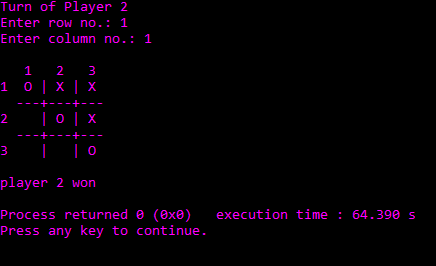 Turn of Player 2
Enter row no.: 1
Enter column no.: 1
   1   2   3
1  O | X | X
  ---+---+---
2    | O | X
  ---+---+---
3    |   | O
player 2 won
Process returned 0 (0x0)   execution time : 64.390 s
Press any key to continue.